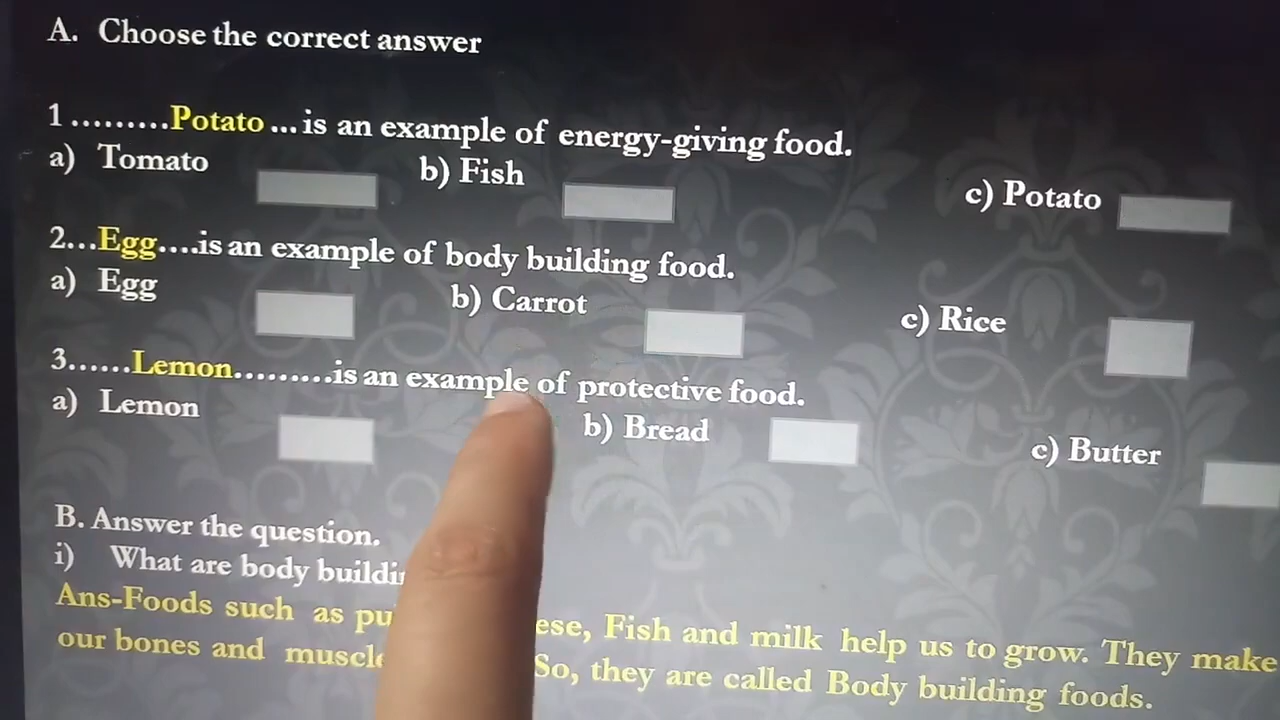 A. Choose the correct answer
1.........Potato...is an example of energy-giving food.
a) Tomato b) Fish c) Potato
2...Egg....is an example of body building food.
a) Egg b) Carrot c) Rice
3......Lemon.........is an example of protective food.
a) Lemon b) Bread c) Butter
B. Answer the question.
i) What are body
Ans-Foods such as Fish and milk help us to grow. They make
our bones and So, they are called Body building foods.